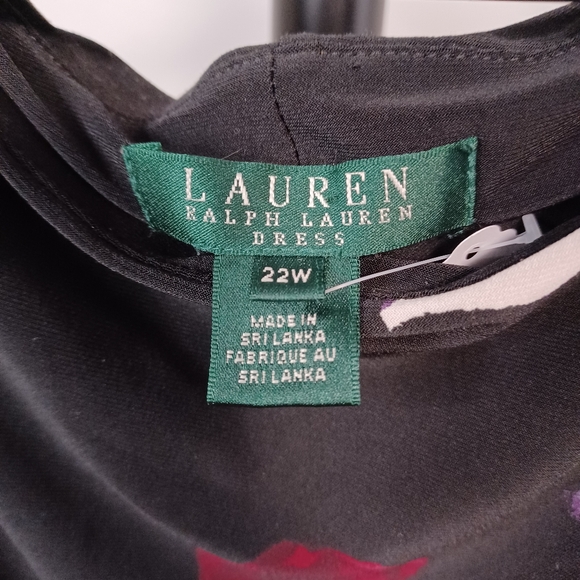 LAUREN
RALPH LAUREN
DRESS
22W
MADE IN
SRI LANKA
FABRIQUE AU
SRI LANKA